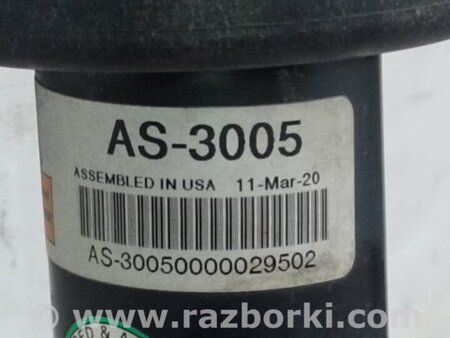 AS-3005
ASSEMBLED IN USA 11-Mar-20
AS-30050000029502
© www.razborki.com